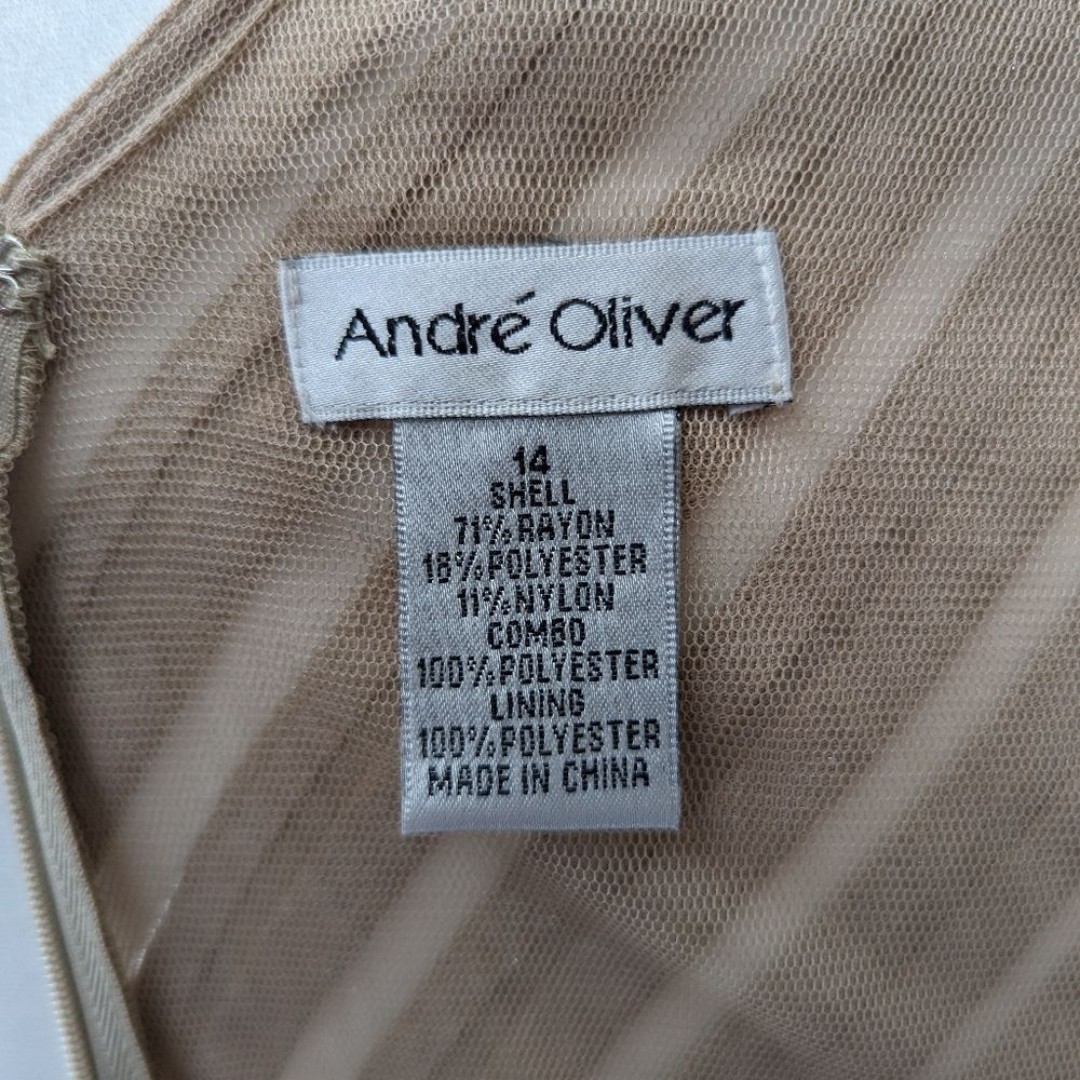 André Oliver
14
SHELL
71% RAYON
18% POLYESTER
11% NYLON
COMBO
100% POLYESTER
LINING
100% POLYESTER
MADE IN CHINA